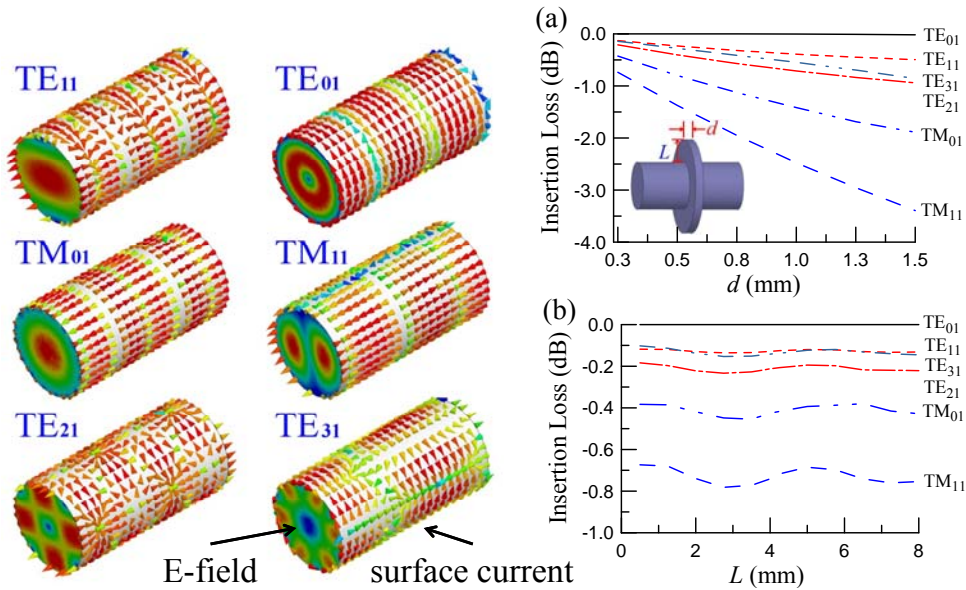 TE11
TE01
TM01
TM11
TE21
TE31
E-field
surface current
(a)
Insertion Loss (dB)
0.0
-1.0
-2.0
-3.0
-4.0
0.3
0.5
0.8
1.0
1.3
1.5
d (mm)
d
L
TE01
TE11
TE31
TE21
TM01
TM11
(b)
Insertion Loss (dB)
0.0
-0.2
-0.4
-0.6
-0.8
-1.0
0
2
4
6
8
L (mm)
TE01
TE11
TE31
TE21
TM01
TM11